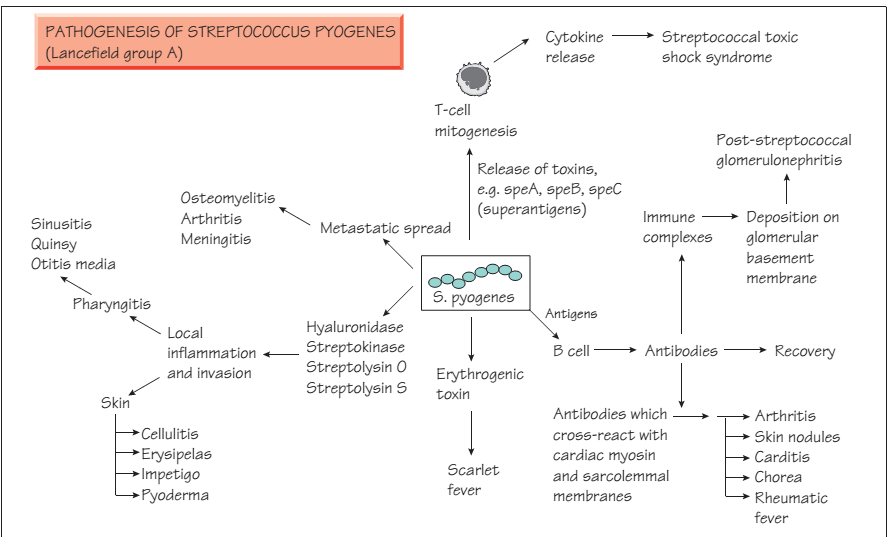 PATHOGENESIS OF STREPTOCOCCUS PYOGENES
(Lancefield group A)
Cytokine
release
Streptococcal toxic
shock syndrome
T-cell
mitogenesis
Release of toxins,
e.g. speA, speB, speC
(superantigens)
Post-streptococcal
glomerulonephritis
Immune
complexes
Deposition on
glomerular
basement
membrane
Osteomyelitis
Arthritis
Meningitis
Metastatic spread
Sinusitis
Quinsy
Otitis media
Pharyngitis
S. pyogenes
Antigens
Hyaluronidase
Streptokinase
Streptolysin O
Streptolysin S
Local
inflammation
and invasion
Skin
Cellulitis
Erysipelas
Impetigo
Pyoderma
Erythrogenic
toxin
Scarlet
fever
B cell
Antibodies
Recovery
Antibodies which
cross-react with
cardiac myosin
and sarcolemmal
membranes
Arthritis
Skin nodules
Carditis
Chorea
Rheumatic
fever